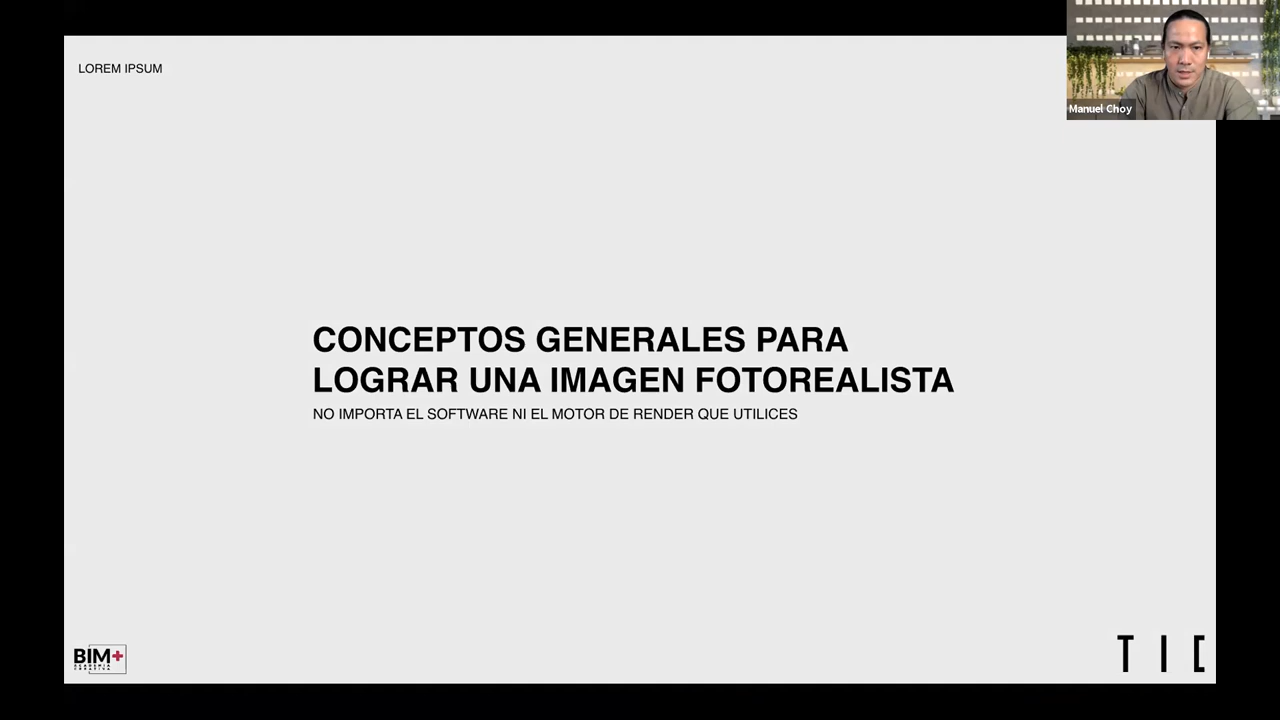 LOREM IPSUM
Manuel Choy
CONCEPTOS GENERALES PARA
LOGRAR UNA IMAGEN FOTOREALISTA
NO IMPORTA EL SOFTWARE NI EL MOTOR DE RENDER QUE UTILICES
BIM+
TIC